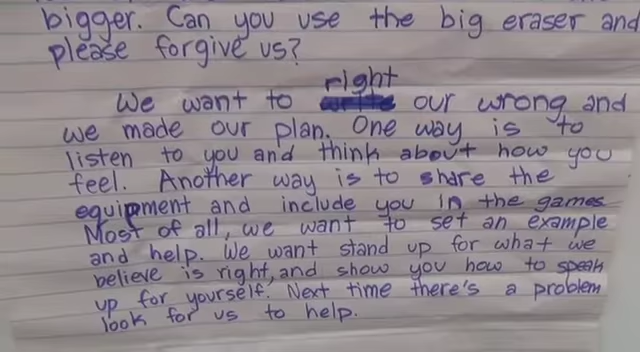 bigger. Can you use the big eraser and
please forgive us?
right
We want to our wrong and
we made our plan. One way is to
listen to you and think about how you
feel. Another way is to share the
equipment and include you in the games
Most of all, we want to set an example
and help. We want stand up for what we
believe is right, and show you how to speak
up for yourself. Next time there's a problem
look for us to help.